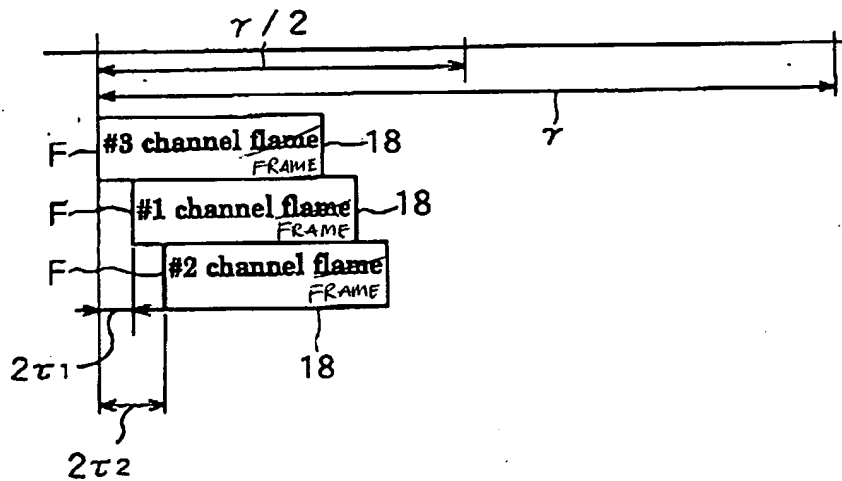 γ/2
γ
F #3 channel flame 18
FRAME
F #1 channel flame 18
FRAME
F #2 channel flame
FRAME
18
2τ1
2τ2